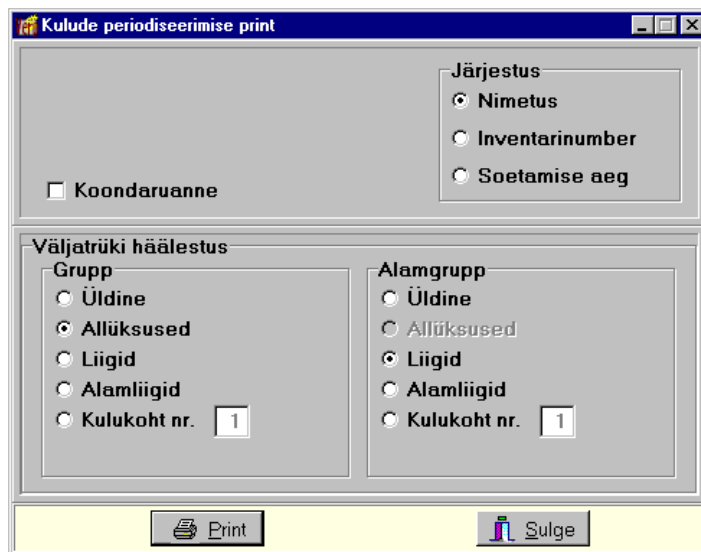 Kulude periodiseerimise print
Järjestus
Nimetus
Inventarinumber
Soetamise aeg
Koondaruanne
Väljatrüki häälestus
Grupp
Üldine
Allüksused
Liigid
Alamliigid
Kulukoht nr. 1
Alamgrupp
Üldine
Allüksused
Liigid
Alamliigid
Kulukoht nr. 1
Print
Sulge